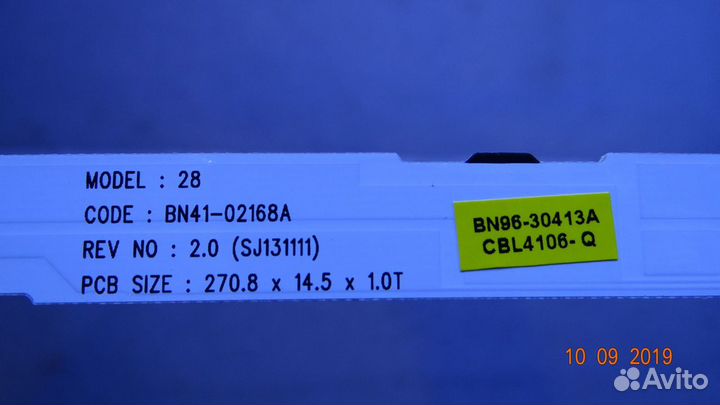 MODEL : 28
CODE : BN41-02168A
REV NO : 2.0 (SJ131111)
PCB SIZE : 270.8 x 14.5 x 1.0T
BN96-30413A
CBL4106- Q
10 09 2019
Avito